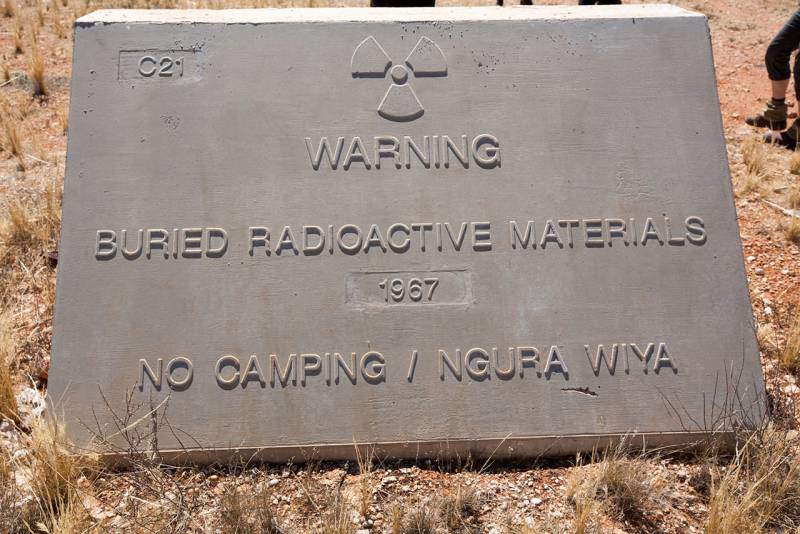 C21
WARNING
BURIED RADIOACTIVE MATERIALS
1967
NO CAMPING / NGURA WIYA